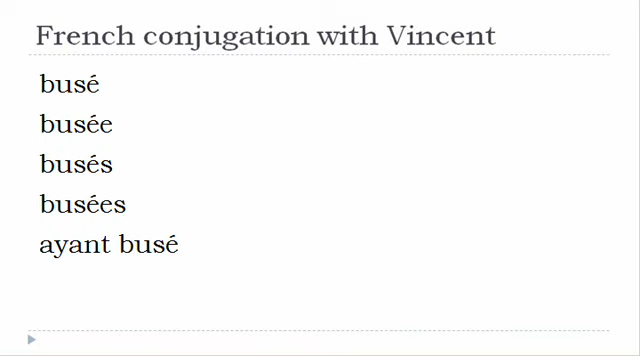 French conjugation with Vincent
busé
busée
busés
busées
ayant busé